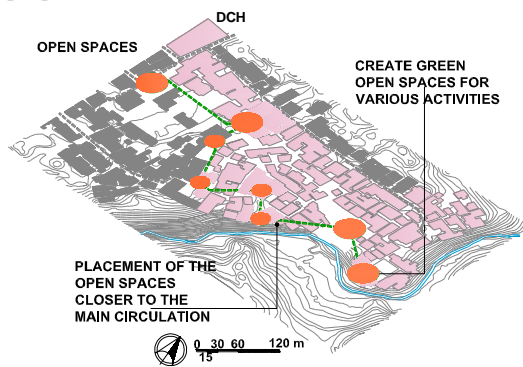 DCH
OPEN SPACES
CREATE GREEN
OPEN SPACES FOR
VARIOUS ACTIVITIES
PLACEMENT OF THE
OPEN SPACES
CLOSER TO THE
MAIN CIRCULATION
0 30 60 120 m
15